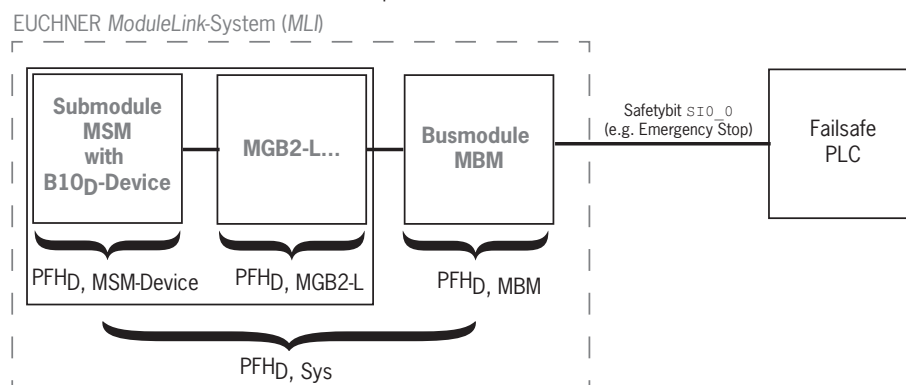 EUCHNER ModuleLink-System (MLI)
Submodule
MSM
with
B10D-Device
MGB2-L...
Busmodule
MBM
Safetybit SI0_0
(e.g. Emergency Stop)
Failsafe
PLC
PFHD, MSM-Device
PFHD, MGB2-L
PFHD, MBM
PFHD, Sys